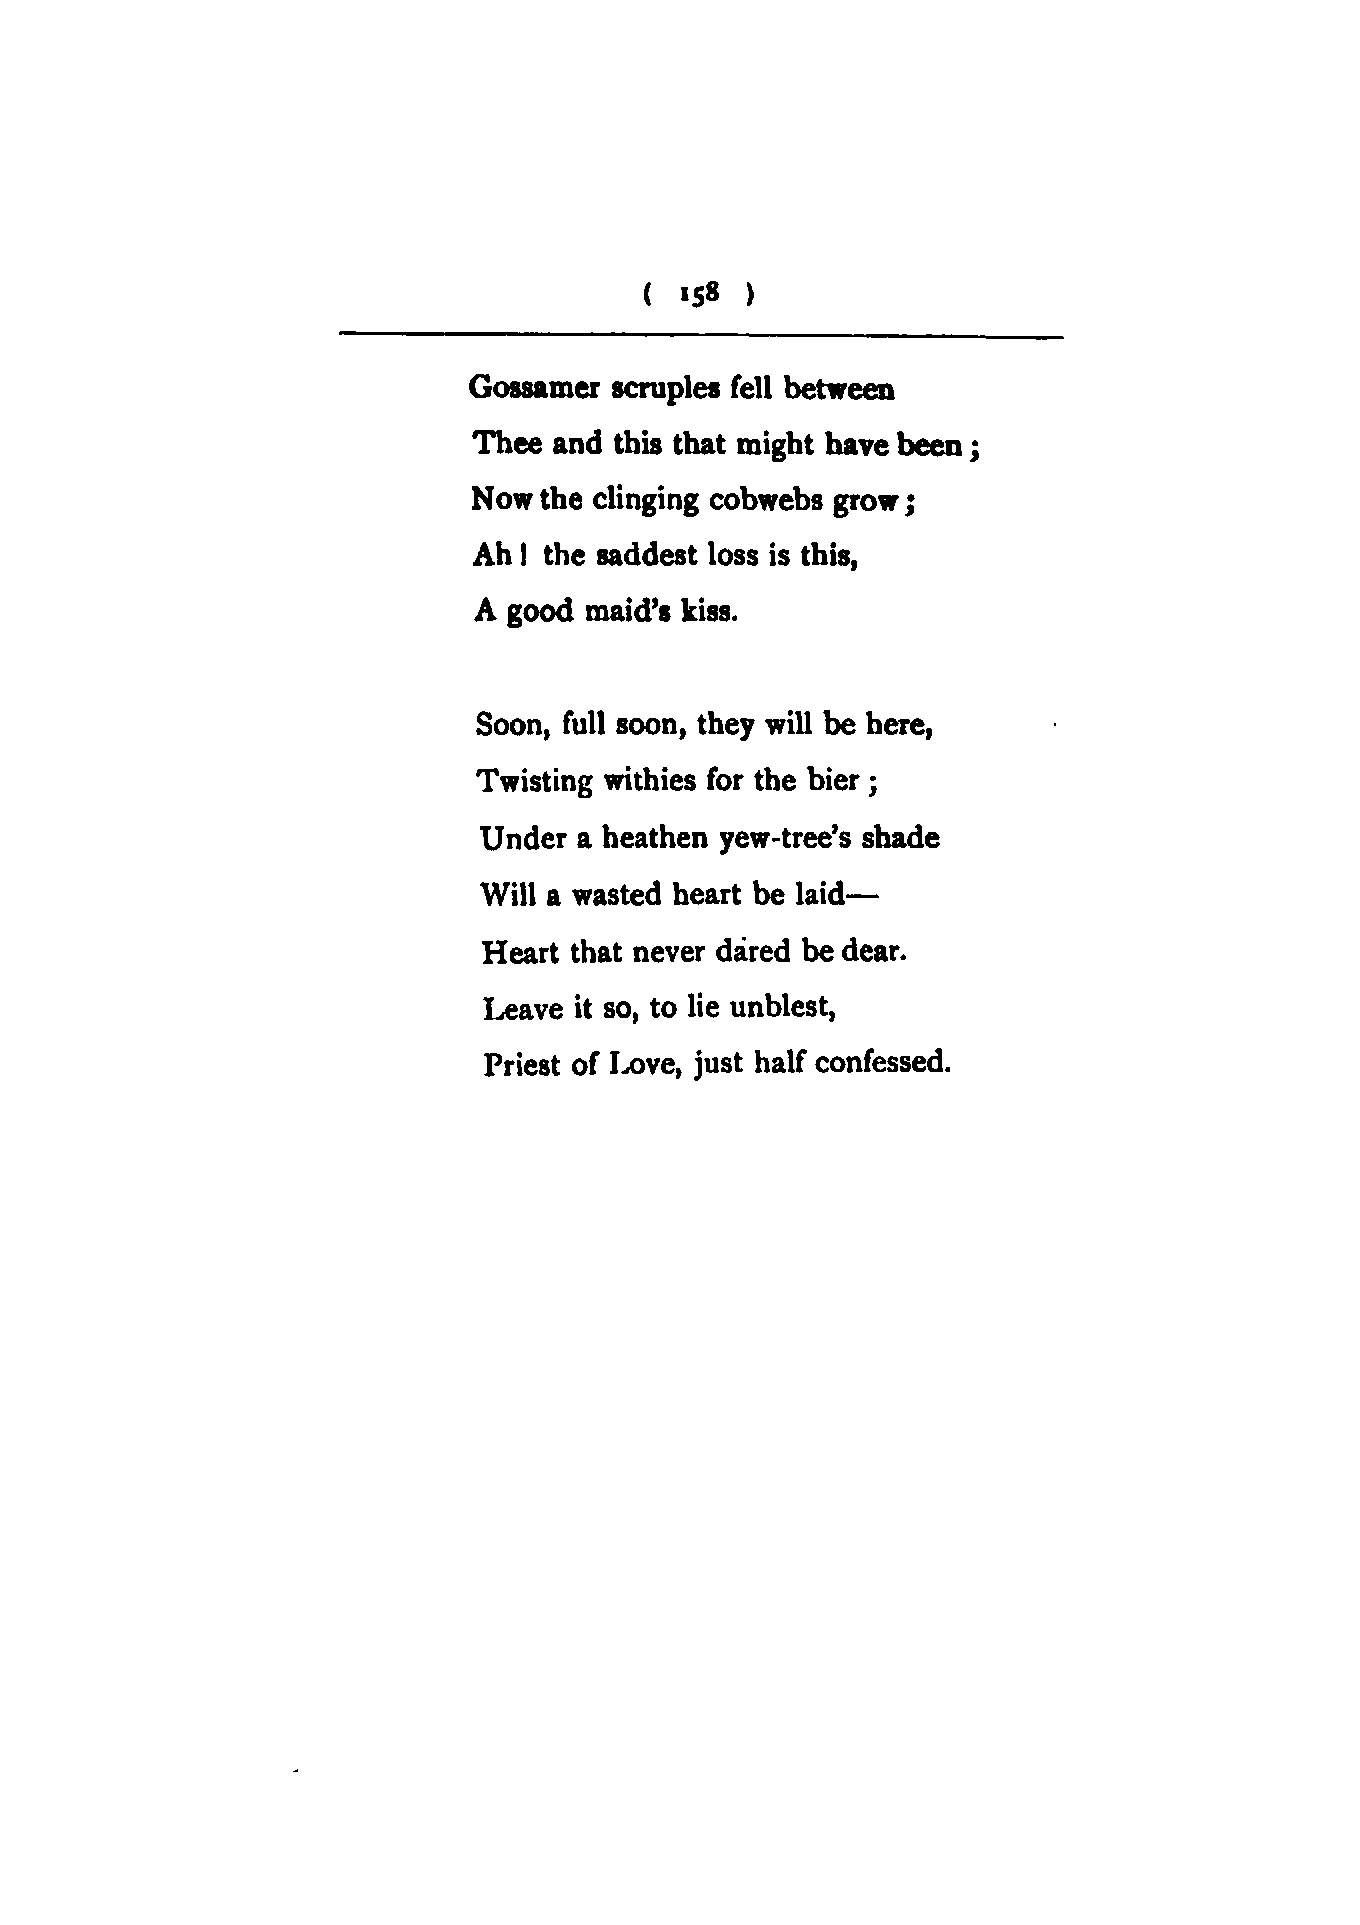 ( 158 )
Gossamer scruples fell between
Thee and this that might have been ;
Now the clinging cobwebs grow ;
Ah ! the saddest loss is this,
A good maid's kiss.
Soon, full soon, they will be here,
Twisting withies for the bier ;
Under a heathen yew-tree's shade
Will a wasted heart be laid—
Heart that never dared be dear.
Leave it so, to lie unblest,
Priest of Love, just half confessed.